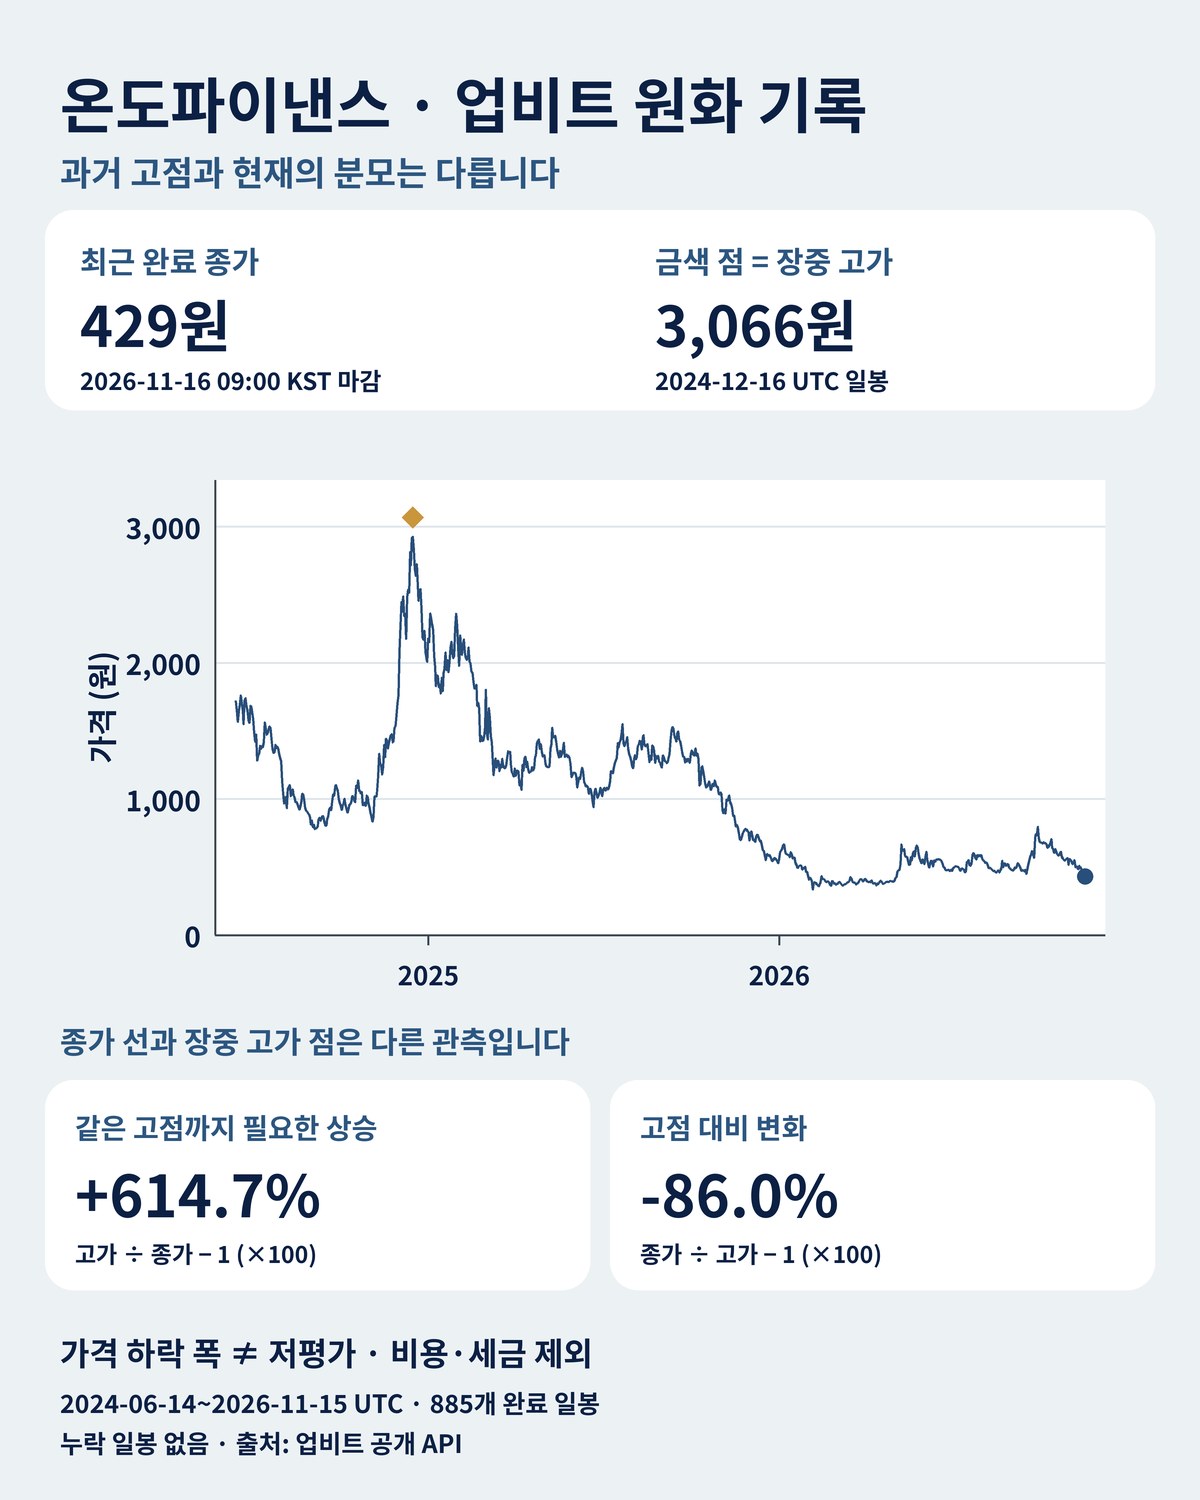 온도파이낸스 · 업비트 원화 기록
과거 고점과 현재의 분모는 다릅니다
최근 완료 종가
429원
2026-11-16 09:00 KST 마감
금색 점 = 장중 고가
3,066원
2024-12-16 UTC 일봉
가격 (원)
3,000
2,000
1,000
0
2025
2026
종가 선과 장중 고가 점은 다른 관측입니다
같은 고점까지 필요한 상승
+614.7%
고가 ÷ 종가 − 1 (×100)
고점 대비 변화
-86.0%
종가 ÷ 고가 − 1 (×100)
가격 하락 폭 ≠ 저평가 · 비용·세금 제외
2024-06-14~2026-11-15 UTC · 885개 완료 일봉
누락 일봉 없음 · 출처: 업비트 공개 API